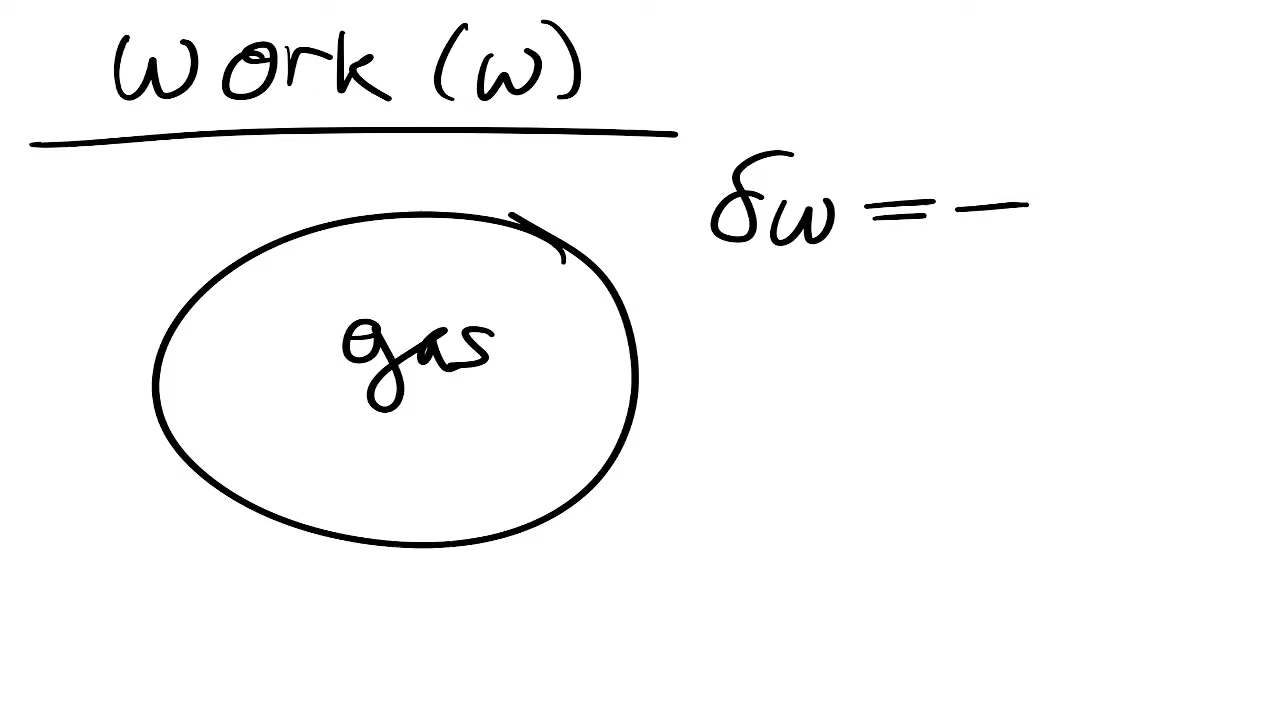 Work (w)
δw = −
gas